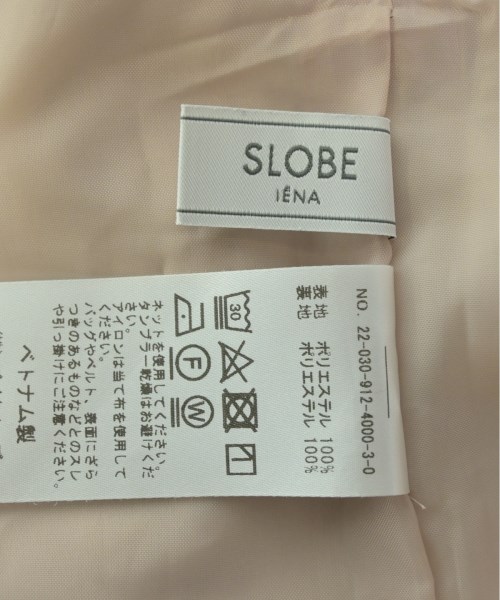 SLOBE
IÉNA
NO. 22-030-912-4000-3-0
表地 ポリエステル 100%
裏地 ポリエステル 100%
30
F
W
ネットを使用してください。
タンブラー乾燥はお避けくだ
さい。
アイロンは当て布を使用して
ください。
バッグやベルト、表面にざら
つきのあるものなどとのスレ
や引っ掛けにご注意ください。
ベトナム製